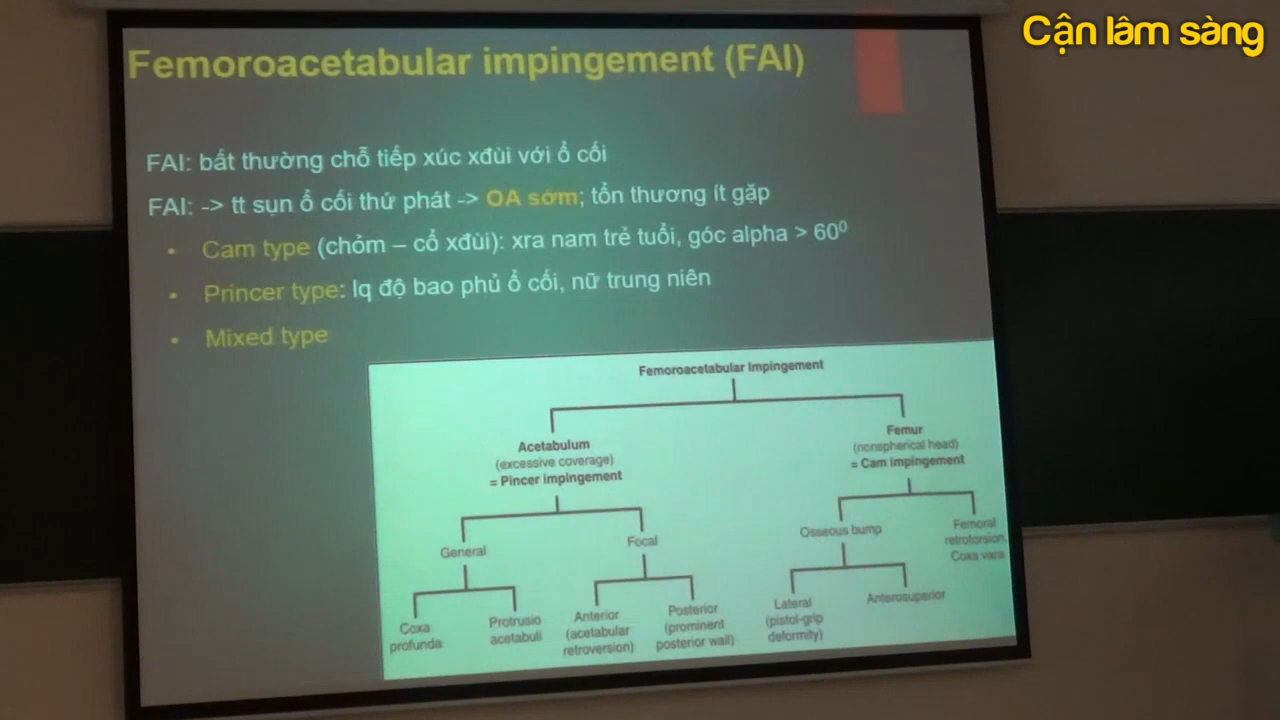 Cận lâm sàng
Femoroacetabular impingement (FAI)
FAI: bất thường chỗ tiếp xúc xđùi với ổ cối
FAI: -> tt sụn ổ cối thứ phát -> OA sớm; tổn thương ít gặp
• Cam type (chỏm – cổ xđùi): xra nam trẻ tuổi, góc alpha > 60⁰
• Princer type: lq độ bao phủ ổ cối, nữ trung niên
• Mixed type
Femoroacetabular Impingement
Acetabulum
(excessive coverage)
= Pincer impingement
Femur
(nonspherical head)
= Cam impingement
General
Focal
Osseous bump
Femoral
retrotorsion,
Coxa vara
Coxa
profunda
Protrusio
acetabuli
Anterior
(acetabular
retroversion)
Posterior
(prominent
posterior wall)
Lateral
(pistol-grip
deformity)
Anterosuperior